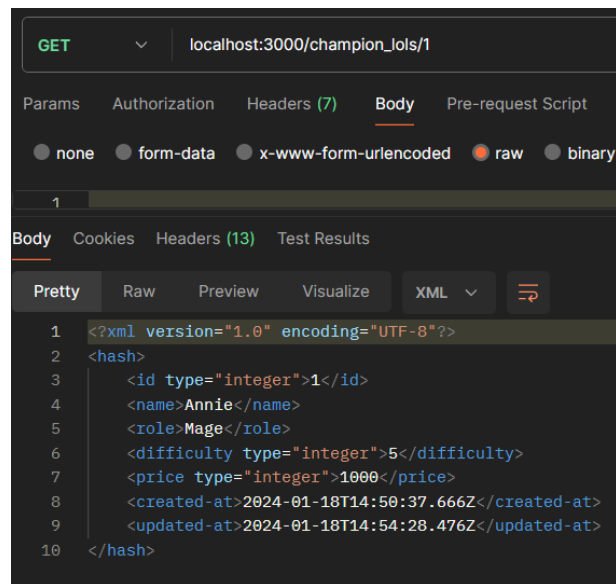 GET localhost:3000/champion_lols/1
Params Authorization Headers (7) Body Pre-request Script
none form-data x-www-form-urlencoded raw binary
1
Body Cookies Headers (13) Test Results
Pretty Raw Preview Visualize XML
1 <?xml version="1.0" encoding="UTF-8"?>
2 <hash>
3 <id type="integer">1</id>
4 <name>Annie</name>
5 <role>Mage</role>
6 <difficulty type="integer">5</difficulty>
7 <price type="integer">1000</price>
8 <created-at>2024-01-18T14:50:37.666Z</created-at>
9 <updated-at>2024-01-18T14:54:28.476Z</updated-at>
10 </hash>